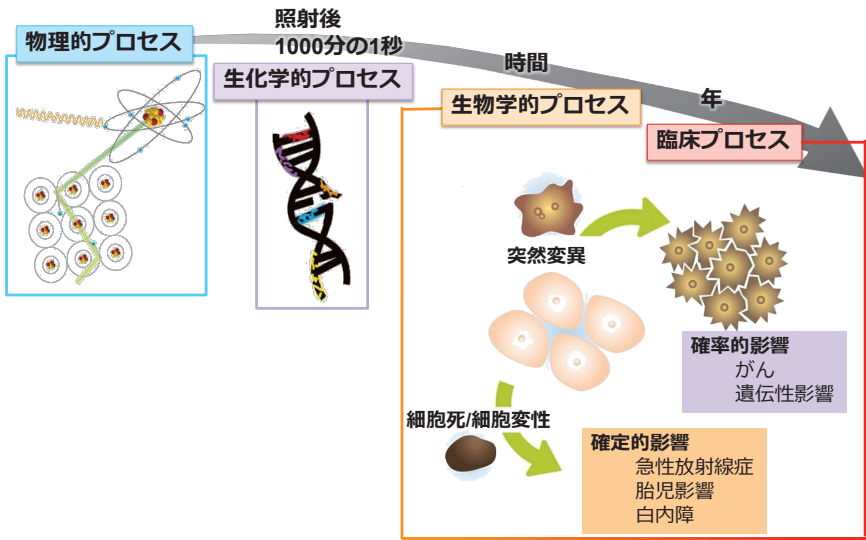 物理的プロセス
照射後
1000分の1秒
生化学的プロセス
時間
生物学的プロセス
年
臨床プロセス
突然変異
確率的影響
がん
遺伝性影響
細胞死/細胞変性
確定的影響
急性放射線症
胎児影響
白内障